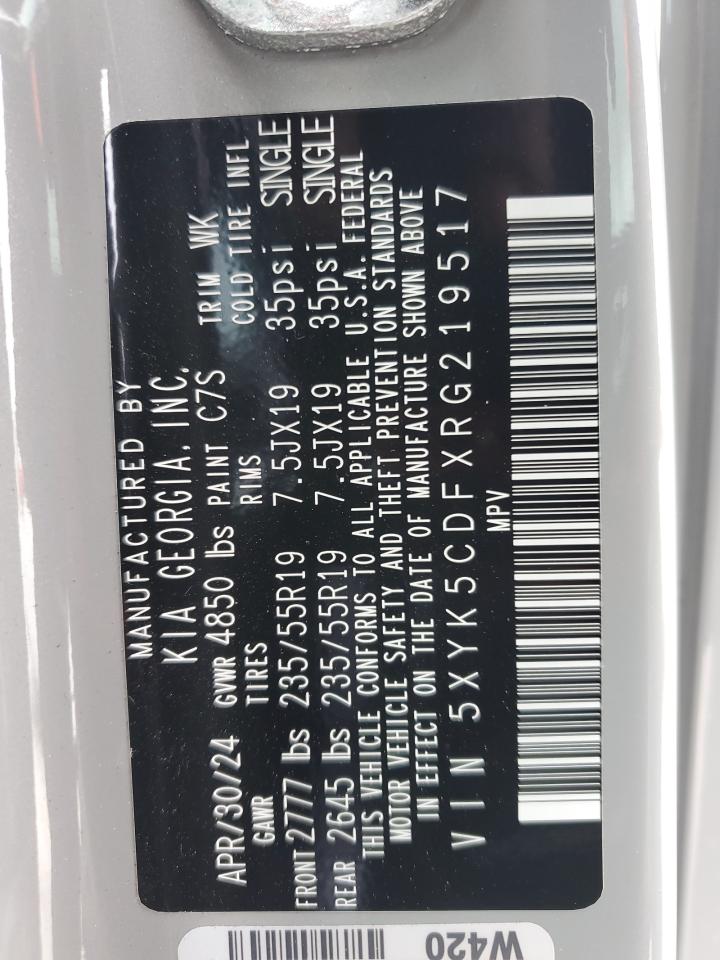 MANUFACTURED BY
KIA GEORGIA, INC.
APR/30/24 GVWR 4850 lbs PAINT C7S TRIM WK
GAWR TIRES RIMS COLD TIRE INFL
FRONT 2777 lbs 235/55R19 7.5JX19 35psi SINGLE
REAR 2645 lbs 235/55R19 7.5JX19 35psi SINGLE
THIS VEHICLE CONFORMS TO ALL APPLICABLE U.S.A. FEDERAL
MOTOR VEHICLE SAFETY AND THEFT PREVENTION STANDARDS
IN EFFECT ON THE DATE OF MANUFACTURE SHOWN ABOVE
VIN 5XYK5CDFXRG219517
MPV
W420